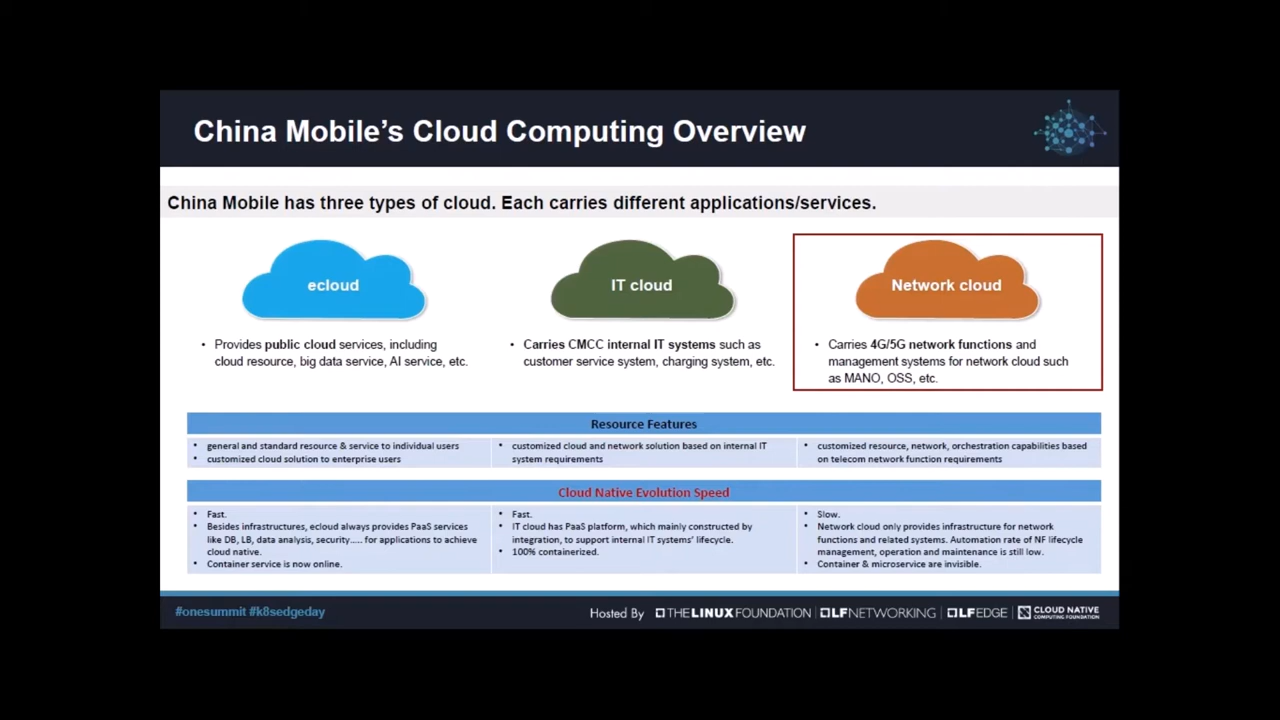 China Mobile’s Cloud Computing Overview
China Mobile has three types of cloud. Each carries different applications/services.
ecloud
• Provides public cloud services, including
cloud resource, big data service, AI service, etc.
IT cloud
• Carries CMCC internal IT systems such as
customer service system, charging system, etc.
Network cloud
• Carries 4G/5G network functions and
management systems for network cloud such
as MANO, OSS, etc.
Resource Features
• general and standard resource & service to individual users
• customized cloud solution to enterprise users
• customized cloud and network solution based on internal IT
system requirements
• customized resource, network, orchestration capabilities based
on telecom network function requirements
Cloud Native Evolution Speed
• Fast.
• Besides infrastructures, ecloud always provides PaaS services
like DB, LB, data analysis, security..... for applications to achieve
cloud native.
• Container service is now online.
• Fast.
• IT cloud has PaaS platform, which mainly constructed by
integration, to support internal IT systems’ lifecycle.
• 100% containerized.
• Slow.
• Network cloud only provides infrastructure for network
functions and related systems. Automation rate of NF lifecycle
management, operation and maintenance is still low.
• Container & microservice are invisible.
#onesummit #k8sedgeday
Hosted By
THE LINUX FOUNDATION
LFNETWORKING
LFEDGE
CLOUD NATIVE
COMPUTING FOUNDATION